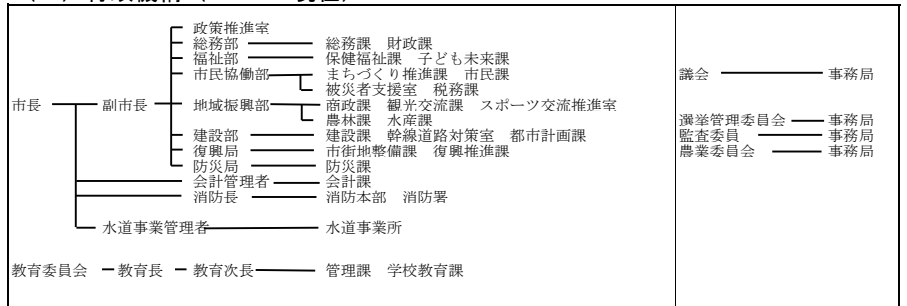 政策推進室
総務部 総務課 財政課
福祉部 保健福祉課 子ども未来課
市民協働部 まちづくり推進課 市民課
被災者支援室 税務課
市長 副市長 地域振興部 商政課 観光交流課 スポーツ交流推進室
農林課 水産課
建設部 建設課 幹線道路対策室 都市計画課
復興局 市街地整備課 復興推進課
防災局 防災課
会計管理者 会計課
消防長 消防本部 消防署
水道事業管理者 水道事業所
教育委員会 教育長 教育次長 管理課 学校教育課
議会 事務局
選挙管理委員会 事務局
監査委員 事務局
農業委員会 事務局